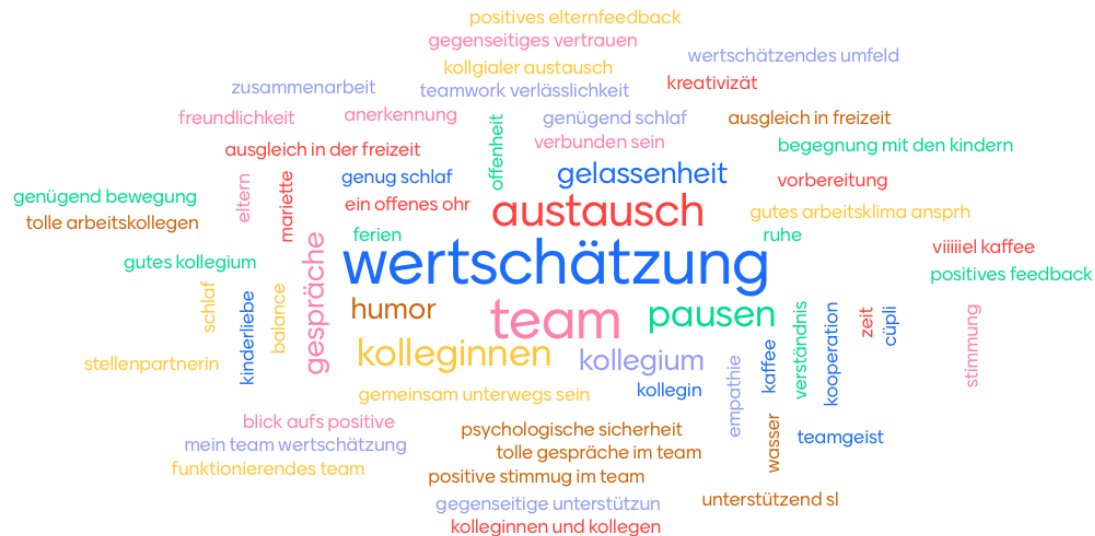 positives elternfeedback
gegenseitiges vertrauen
wertschätzendes umfeld
kollgialer austausch
kreativizät
zusammenarbeit
teamwork verlässlichkeit
freundlichkeit
anerkennung
genügend schlaf
ausgleich in freizeit
offenheit
verbunden sein
begegnung mit den kindern
ausgleich in der freizeit
genug schlaf
gelassenheit
vorbereitung
genügend bewegung
eltern
mariette
ein offenes ohr
austausch
gutes arbeitsklima ansprh
tolle arbeitskollegen
ferien
ruhe
viiiiiel kaffee
gutes kollegium
gespräche
wertschätzung
positives feedback
schlaf
kinderliebe
balance
humor
team
pausen
verständnis
kooperation
zeit
cüpli
stimmung
stellenpartnerin
kolleginnen
kollegium
kaffee
empathie
gemeinsam unterwegs sein
kollegin
blick aufs positive
psychologische sicherheit
wasser
teamgeist
mein team wertschätzung
tolle gespräche im team
funktionierendes team
positive stimmug im team
gegenseitige unterstützun
unterstützend sl
kolleginnen und kollegen